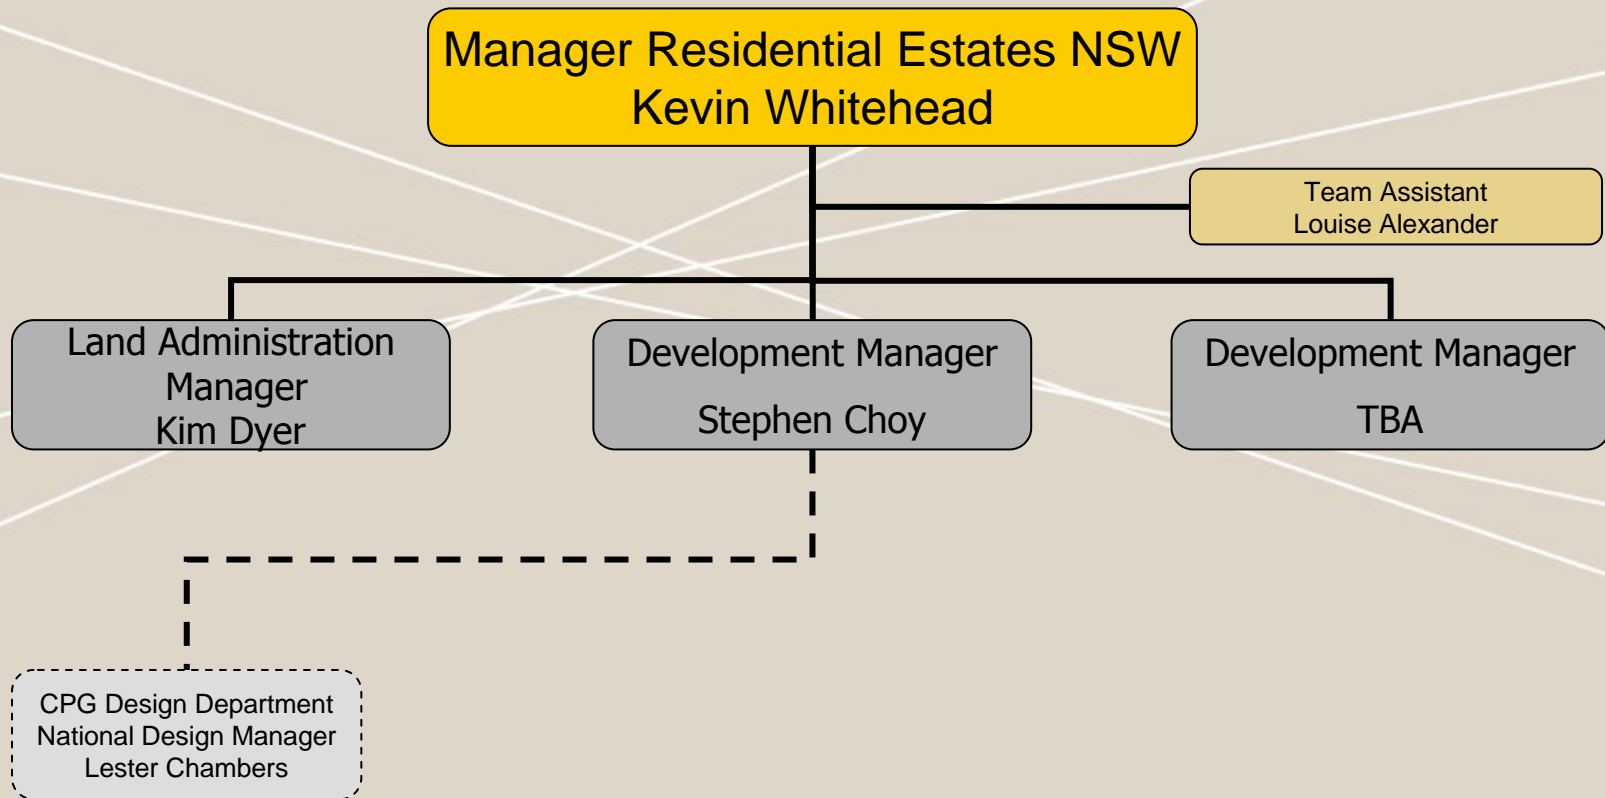 Manager Residential Estates NSW
Kevin Whitehead
Team Assistant
Louise Alexander
Land Administration
Manager
Kim Dyer
Development Manager
Stephen Choy
Development Manager
TBA
CPG Design Department
National Design Manager
Lester Chambers